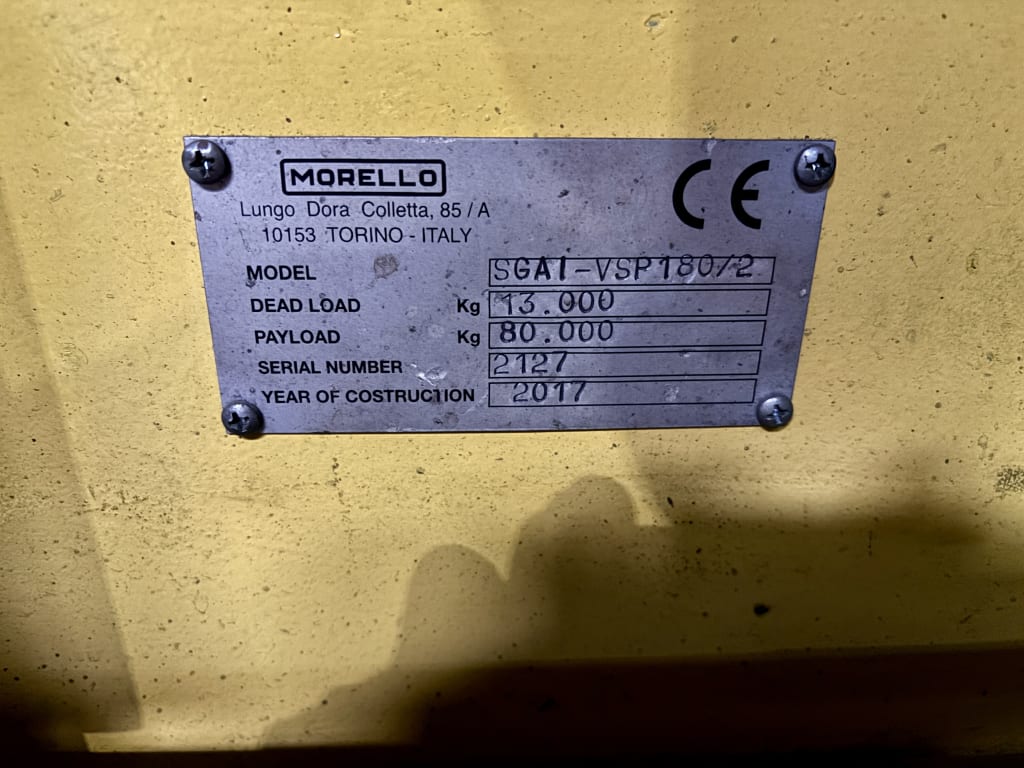 MORELLO
CE
Lungo Dora Colletta, 85 / A
10153 TORINO - ITALY
MODEL SGAI-VSP180/2
DEAD LOAD Kg 13.000
PAYLOAD Kg 80.000
SERIAL NUMBER 2127
YEAR OF COSTRUCTION 2017